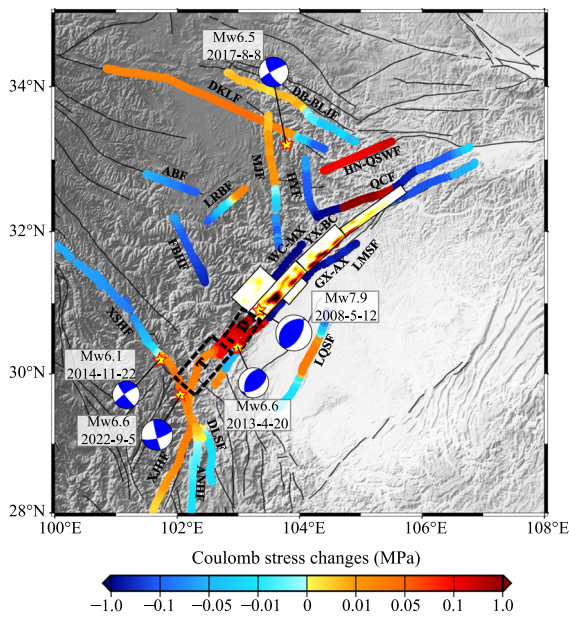 Mw6.5
2017-8-8
34°N
DKLF
DB-BLJF
MJF
HYF
HN-QSWF
ABF
LRBF
QCF
32°N
WC-MX
YX-BC
GX-AX
LMSF
XSHF
Mw7.9
2008-5-12
LQSF
Mw6.1
2014-11-22
30°N
Mw6.6
2022-9-5
Mw6.6
2013-4-20
DLSF
XJHF
ANHF
28°N
100°E
102°E
104°E
106°E
108°E
Coulomb stress changes (MPa)
−1.0
−0.1
−0.05
−0.01
0
0.01
0.05
0.1
1.0